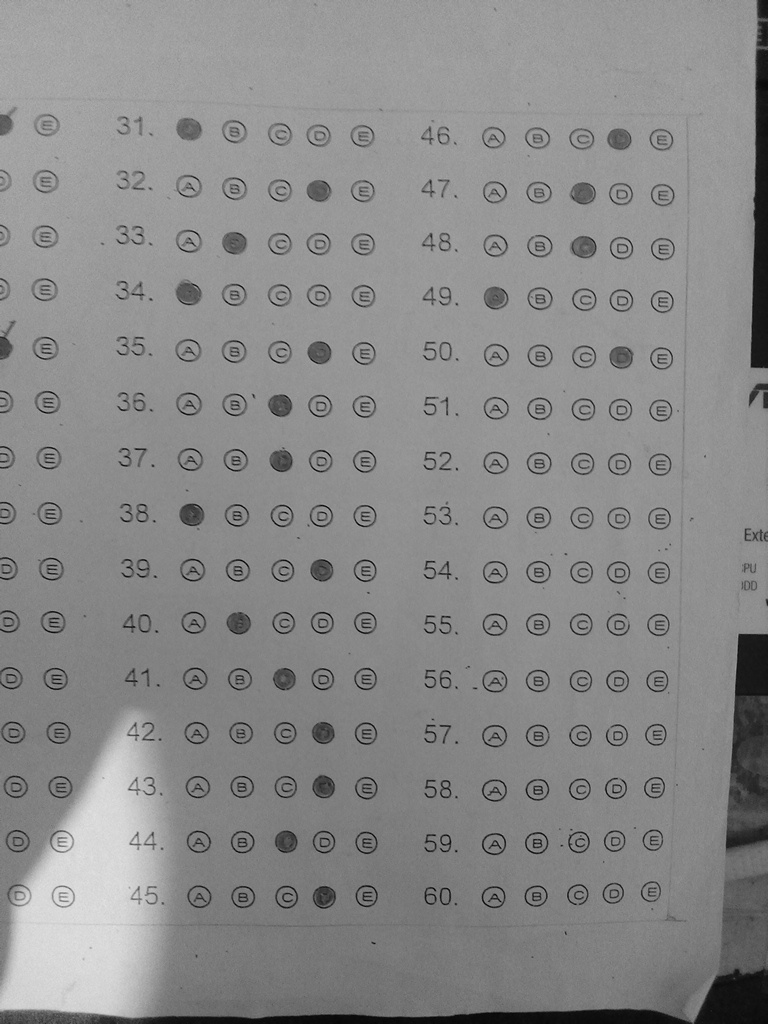 E 31. B C D E 46. A B C E
D E 32. A B C E 47. A B D E
D E 33. A C D E 48. A B D E
D E 34. B C D E 49. B C D E
E 35. A B C E 50. A B C D E
D E 36. A B D E 51. A B C D E
D E 37. A B D E 52. A B C D E
D E 38. B C D E 53. A B C D E
D E 39. A B C E 54. A B C D E
D E 40. A C D E 55. A B C D E
D E 41. A B D E 56. A B C D E
D E 42. A B C E 57. A B C D E
D E 43. A B C E 58. A B C D E
D E 44. A B D E 59. A B C D E
D E 45. A B C E 60. A B C D E
Exte
PU
DD